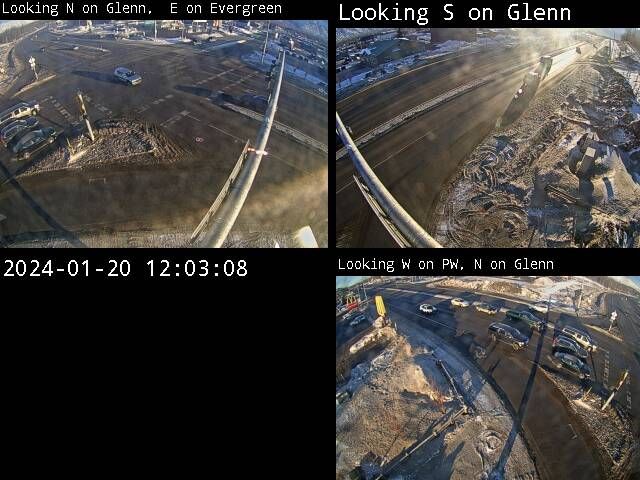 Looking N on Glenn,  E on Evergreen
Looking S on Glenn
2024-01-20 12:03:08
Looking W on PW, N on Glenn